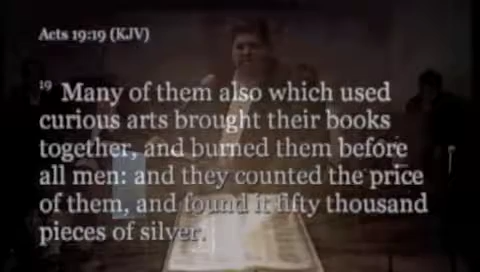 Acts 19:19 (KJV)
19 Many of them also which used
curious arts brought their books
together, and burned them before
all men: and they counted the price
of them, and found it fifty thousand
pieces of silver.